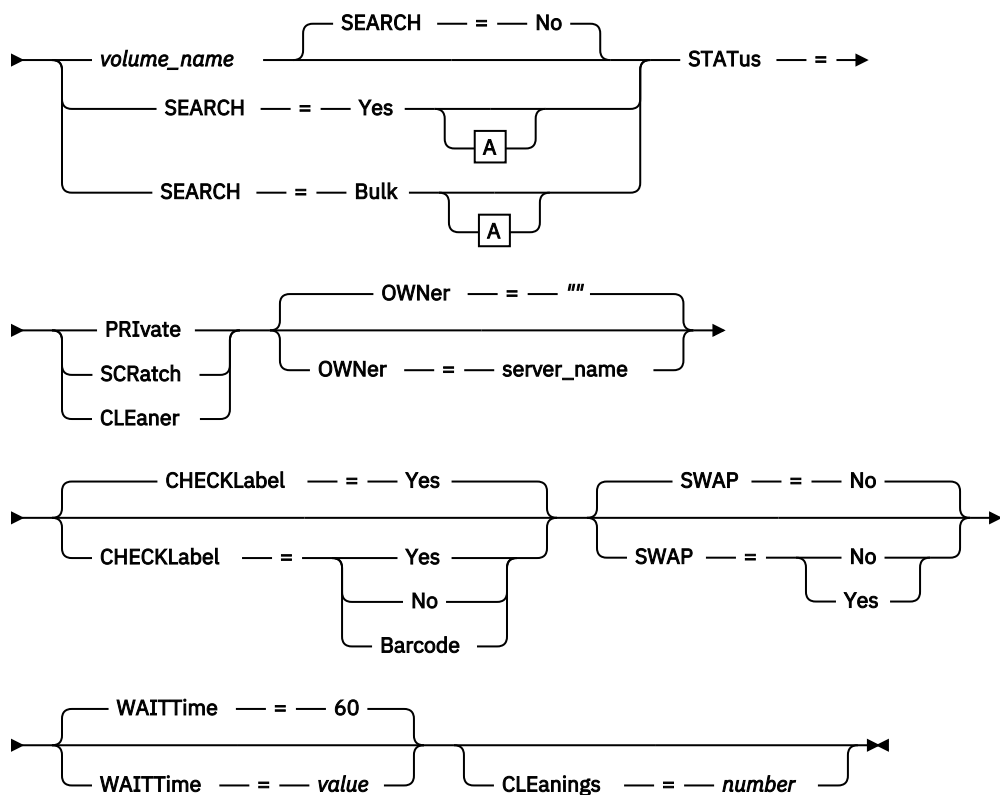 SEARCH = No
volume_name STATus =
SEARCH = Yes
A
SEARCH = Bulk
A
OWNer = ""
PRIvate
OWNer = server_name
SCRatch
CLEaner
CHECKLabel = Yes SWAP = No
CHECKLabel = Yes SWAP = No
No Yes
Barcode
WAITTime = 60
WAITTime = value CLEanings = number